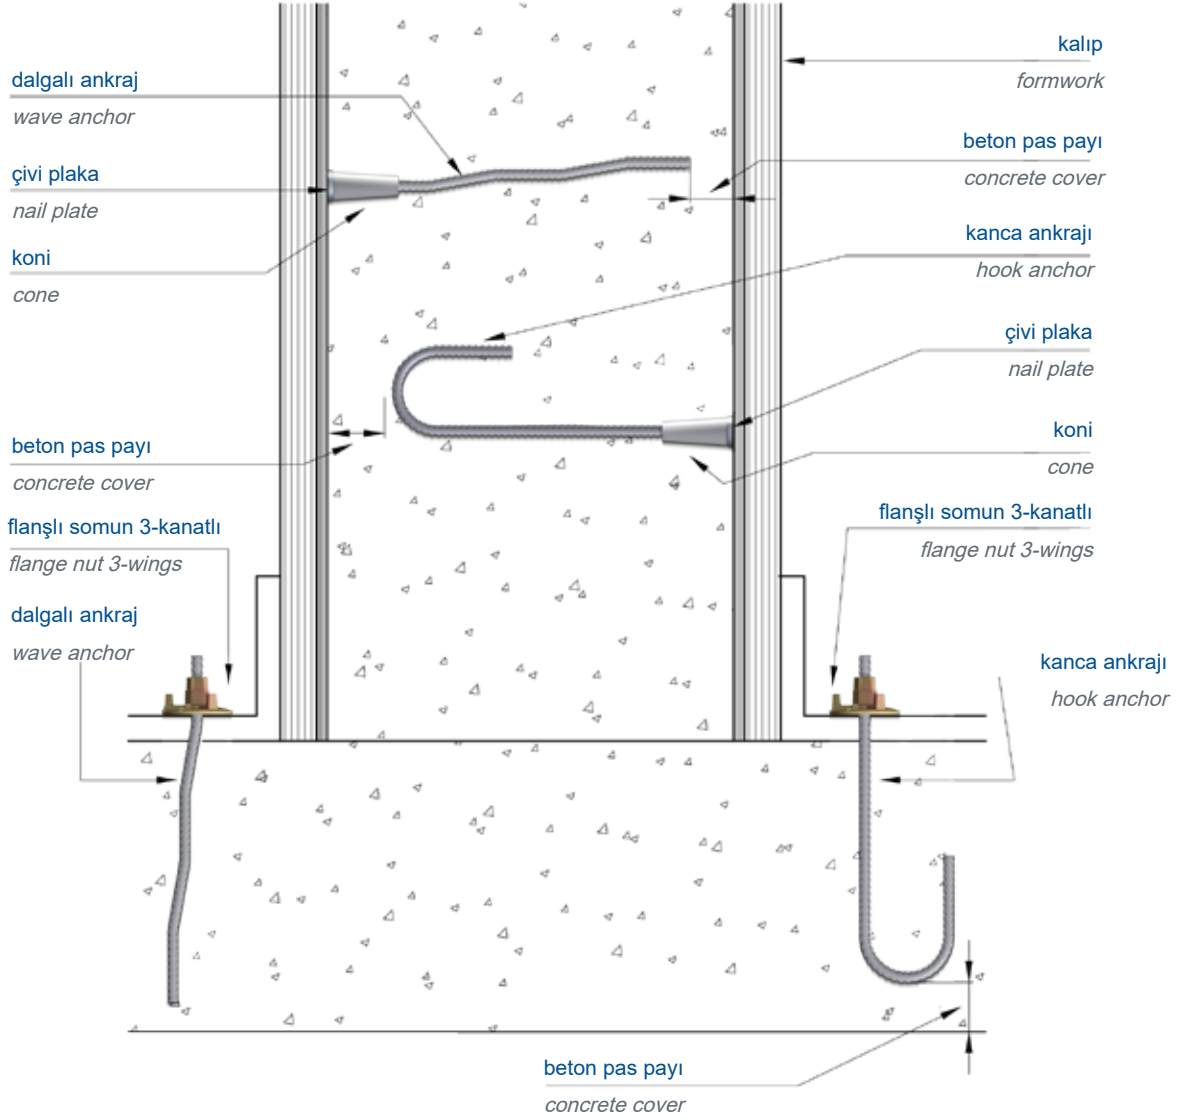 dalgalı ankraj
wave anchor
çivi plaka
nail plate
koni
cone
beton pas payı
concrete cover
flanşlı somun 3-kanatlı
flange nut 3-wings
dalgalı ankraj
wave anchor
kalıp
formwork
beton pas payı
concrete cover
kanca ankrajı
hook anchor
çivi plaka
nail plate
koni
cone
flanşlı somun 3-kanatlı
flange nut 3-wings
kanca ankrajı
hook anchor
beton pas payı
concrete cover